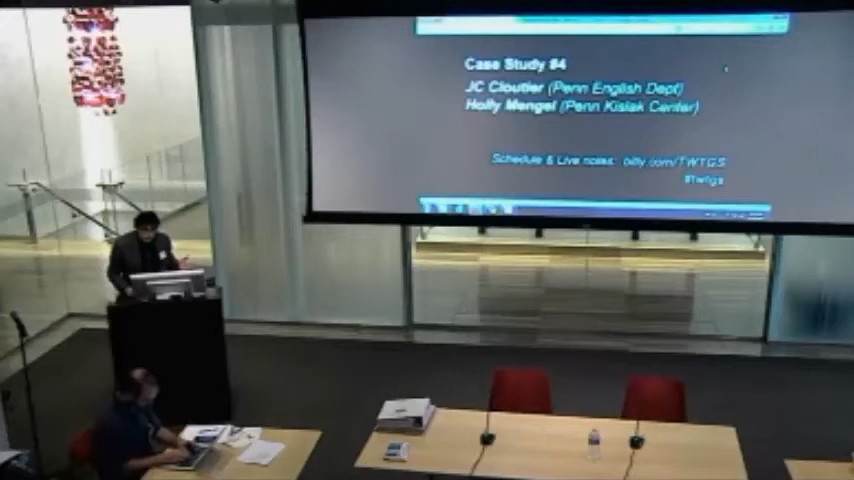 Case Study #4
JC Cloutier (Penn English Dept)
Holly Mengel (Penn Kislak Center)
Schedule & Live notes: bitly.com/TWTGS
#twtgs